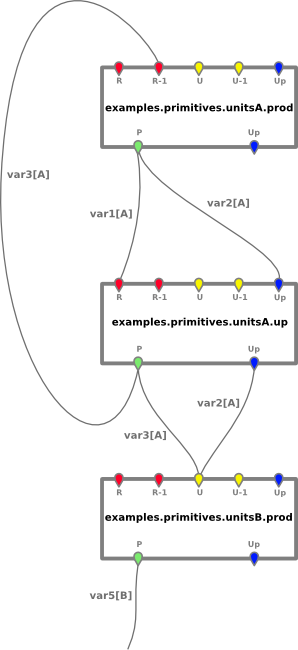 R R-1 U U-1 Up
examples.primitives.unitsA.prod
P Up
var3[A]
var1[A]
var2[A]
R R-1 U U-1 Up
examples.primitives.unitsA.up
P Up
var2[A]
var3[A]
R R-1 U U-1 Up
examples.primitives.unitsB.prod
P Up
var5[B]